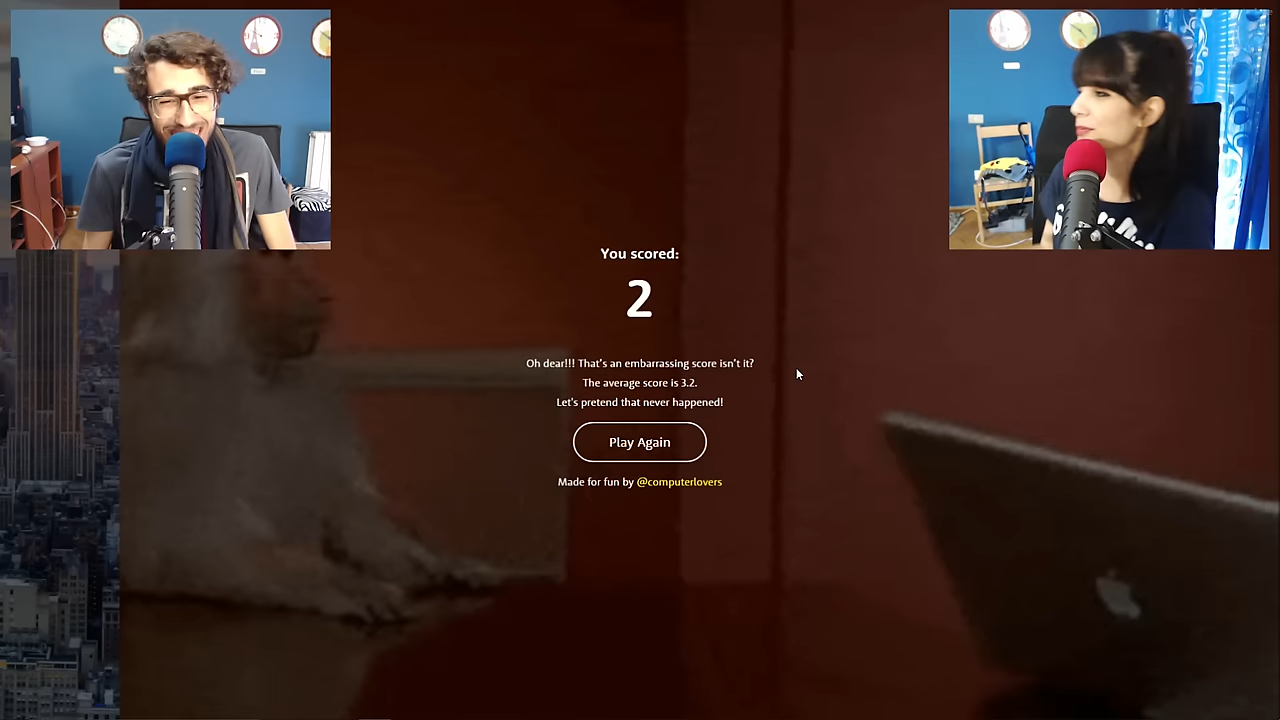 You scored:
2
Oh dear!!! That's an embarrassing score isn't it?
The average score is 3.2.
Let's pretend that never happened!
Play Again
Made for fun by @computerlovers